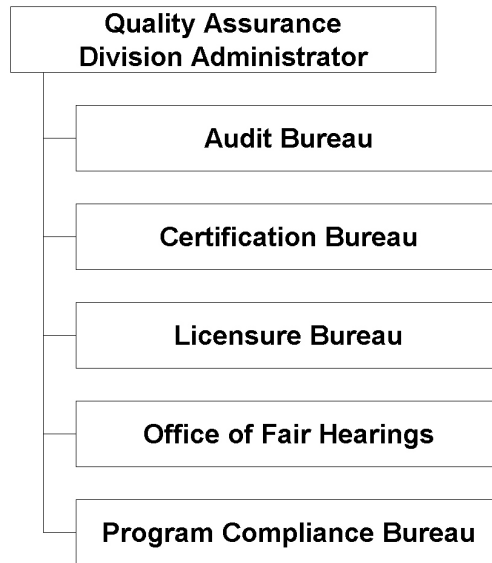 Quality Assurance
Division Administrator
Audit Bureau
Certification Bureau
Licensure Bureau
Office of Fair Hearings
Program Compliance Bureau